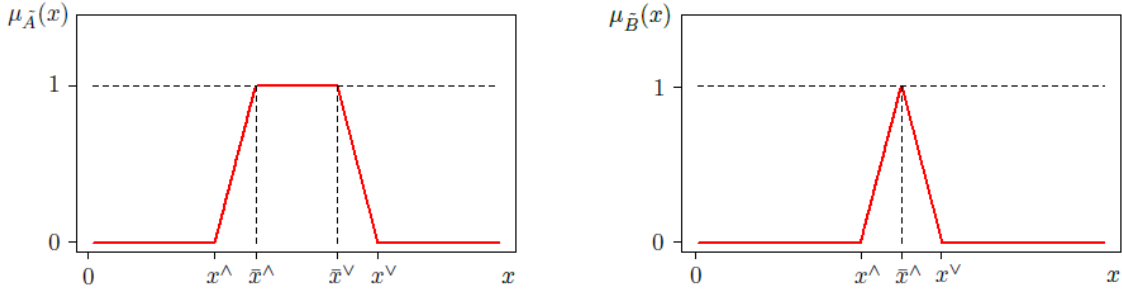 μ_Ã(x)
1
0
0 x^∧ x̄^∧ x̄^∨ x^∨ x
μ_B̃(x)
1
0
0 x^∧ x̄^∧ x^∨ x